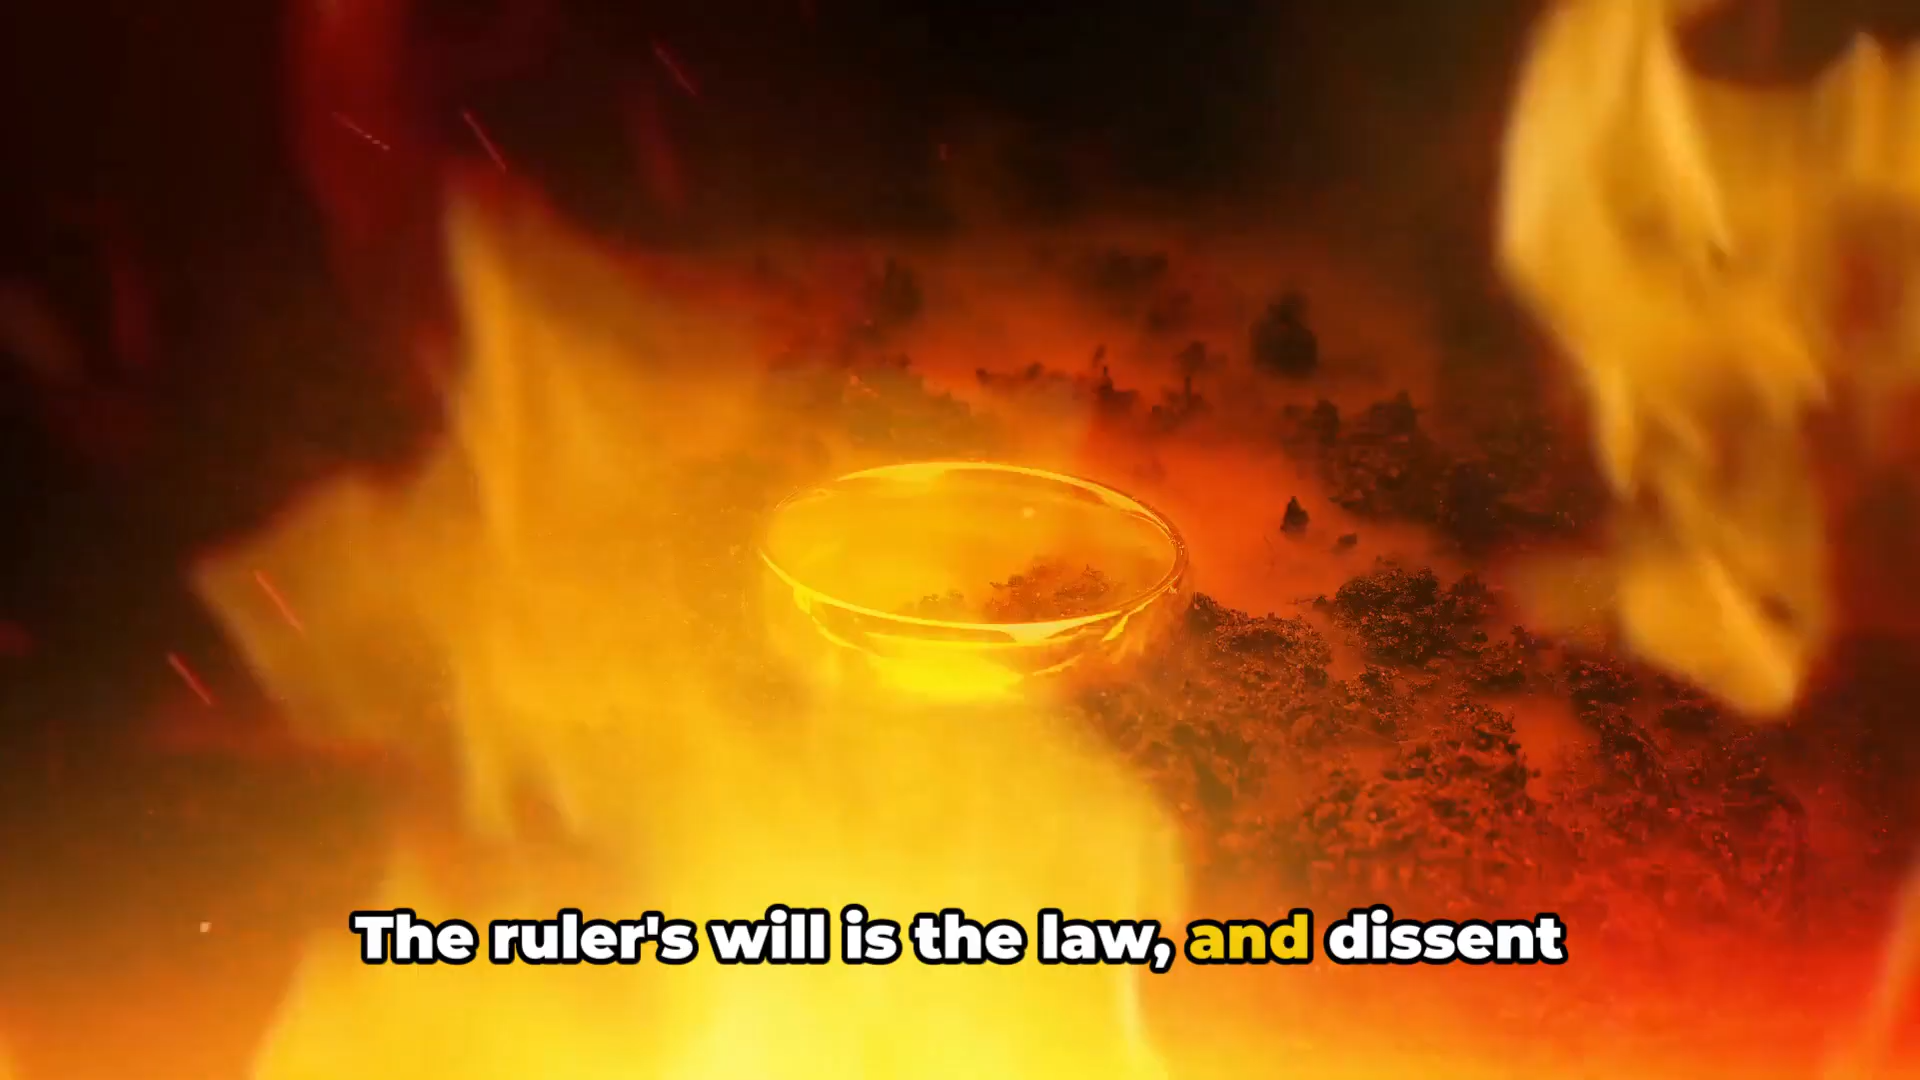 The ruler's will is the law, and dissent